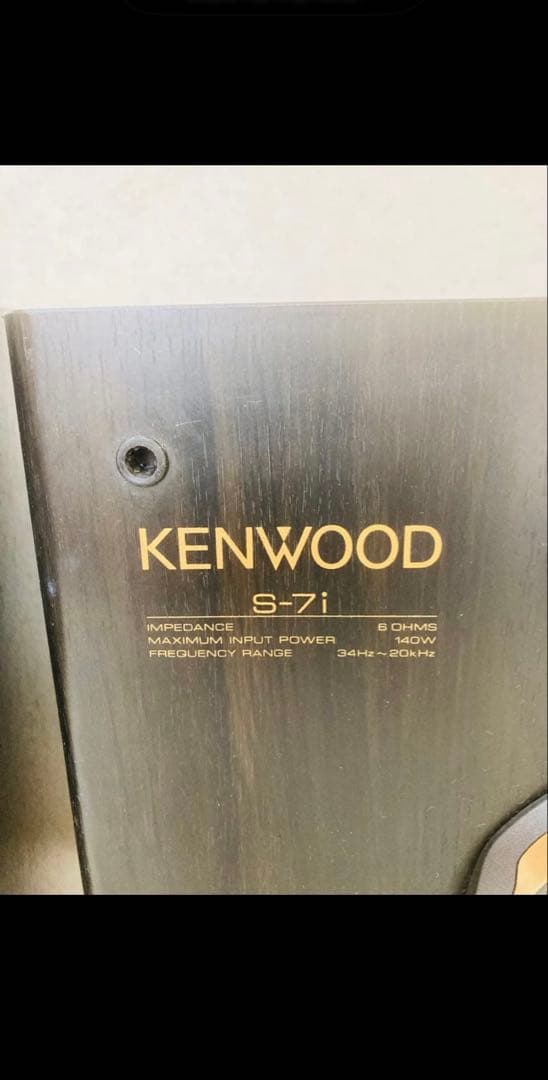 KENWOOD
S-7i
IMPEDANCE 6 OHMS
MAXIMUM INPUT POWER 140W
FREQUENCY RANGE 34Hz~20kHz